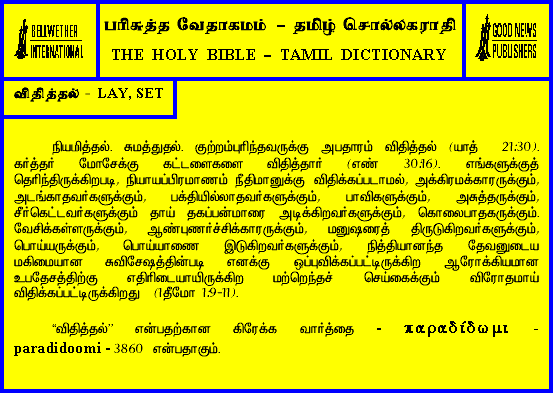 BELLWETHER
INTERNATIONAL
பரிசுத்த வேதாகமம் – தமிழ் சொல்லகராதி
THE HOLY BIBLE – TAMIL DICTIONARY
GOOD NEWS
PUBLISHERS
விதித்தல் - LAY, SET
நியமித்தல். சுமத்துதல். குற்றம்புரிந்தவருக்கு அபதாரம் விதித்தல் (யாத் 21:30).
கர்த்தர் மோசேக்கு கட்டளைகளை விதித்தார் (எண் 30:16). எங்களுக்குத்
தெரிந்திருக்கிறபடி, நியாயப்பிரமாணம் நீதிமானுக்கு விதிக்கப்படாமல், அக்கிரமக்காரருக்கும்,
அடங்காதவர்களுக்கும், பக்தியில்லாதவர்களுக்கும், பாவிகளுக்கும், அசுத்தருக்கும்,
சீர்கெட்டவர்களுக்கும் தாய் தகப்பன்மாரை அடிக்கிறவர்களுக்கும், கொலைபாதகருக்கும்.
வேசிக்கள்ளருக்கும், ஆண்புணர்ச்சிக்காரருக்கும், மனுஷரைத் திருடுகிறவர்களுக்கும்,
பொய்யருக்கும், பொய்யாணை இடுகிறவர்களுக்கும், நித்தியானந்த தேவனுடைய
மகிமையான சுவிசேஷத்தின்படி எனக்கு ஒப்புவிக்கப்பட்டிருக்கிற ஆரோக்கியமான
உபதேசத்திற்கு எதிரிடையாயிருக்கிற மற்றெந்தச் செய்கைக்கும் விரோதமாய்
விதிக்கப்பட்டிருக்கிறது (1தீமோ 1:9-11).
“விதித்தல்” என்பதற்கான கிரேக்க வார்த்தை - παραδίδωμι -
paradidoomi - 3860 என்பதாகும்.